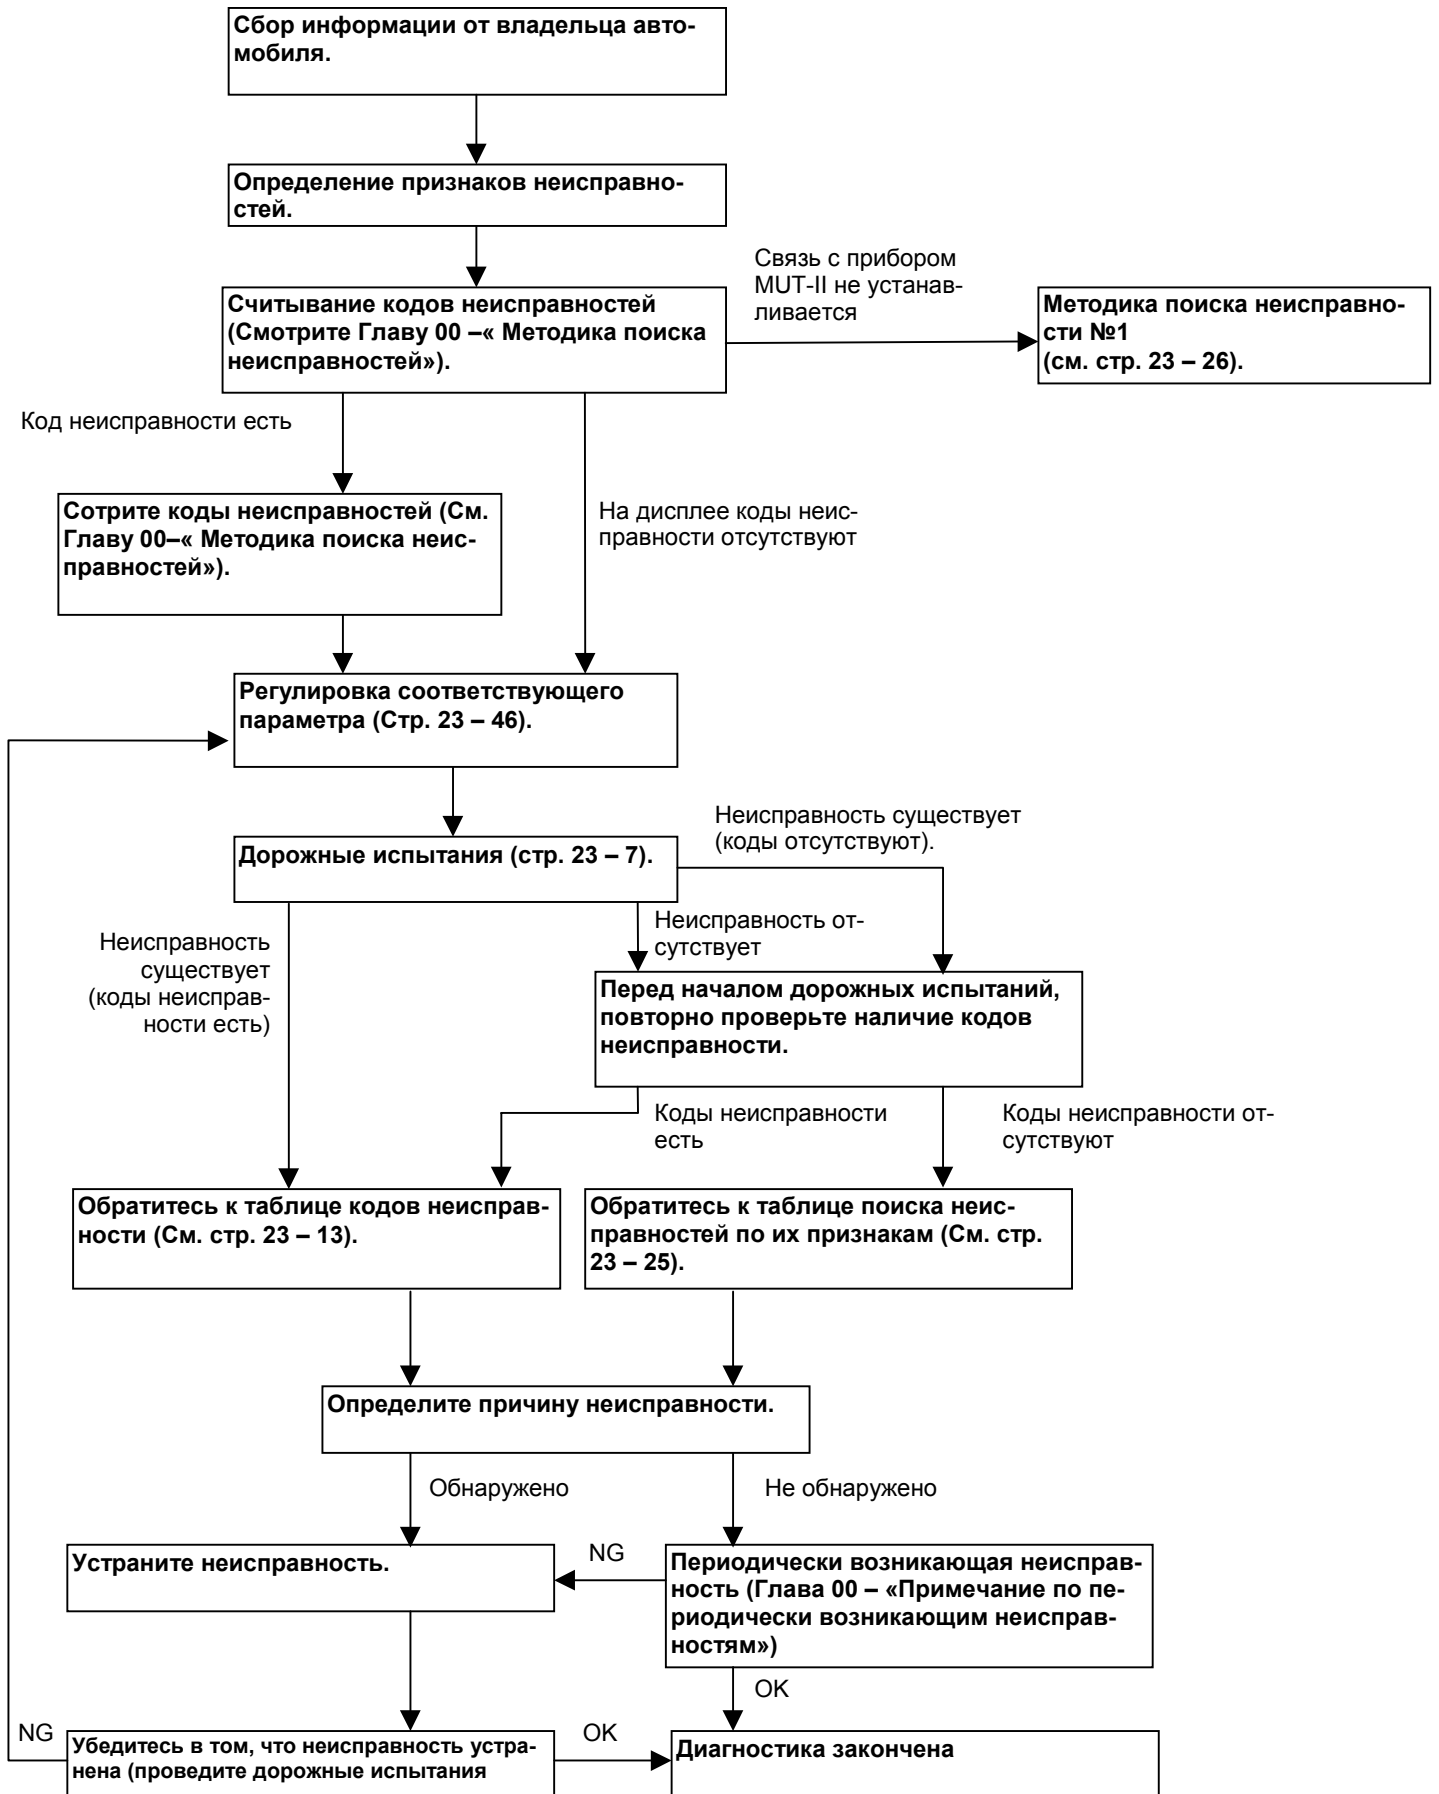 Сбор информации от владельца авто-
мобиля.
Определение признаков неисправно-
стей.
Связь с прибором
MUT-II не устанав-
ливается
Считывание кодов неисправностей
(Смотрите Главу 00 –« Методика поиска
неисправностей»).
Методика поиска неисправно-
сти №1
(см. стр. 23 – 26).
Код неисправности есть
Сотрите коды неисправностей (См.
Главу 00–« Методика поиска неис-
правностей»).
На дисплее коды неис-
правности отсутствуют
Регулировка соответствующего
параметра (Стр. 23 – 46).
Неисправность существует
(коды отсутствуют).
Дорожные испытания (стр. 23 – 7).
Неисправность
существует
(коды неисправ-
ности есть)
Неисправность от-
сутствует
Перед началом дорожных испытаний,
повторно проверьте наличие кодов
неисправности.
Коды неисправности
есть
Коды неисправности от-
сутствуют
Обратитесь к таблице кодов неисправ-
ности (См. стр. 23 – 13).
Обратитесь к таблице поиска неис-
правностей по их признакам (См. стр.
23 – 25).
Определите причину неисправности.
Обнаружено
Не обнаружено
Устраните неисправность.
NG
Периодически возникающая неисправ-
ность (Глава 00 – «Примечание по пе-
риодически возникающим неисправ-
ностям»)
OK
NG
Убедитесь в том, что неисправность устра-
нена (проведите дорожные испытания
OK
Диагностика закончена